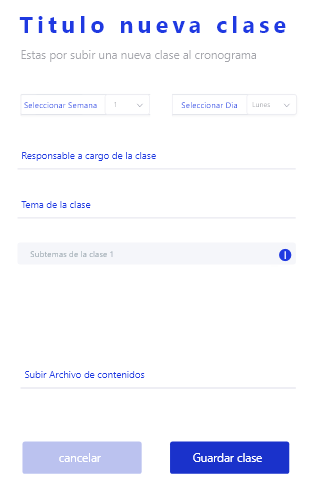 Titulo nueva clase
Estas por subir una nueva clase al cronograma
Seleccionar Semana 1 Seleccionar Dia Lunes
Responsable a cargo de la clase
Tema de la clase
Subtemas de la clase 1
Subir Archivo de contenidos
cancelar Guardar clase